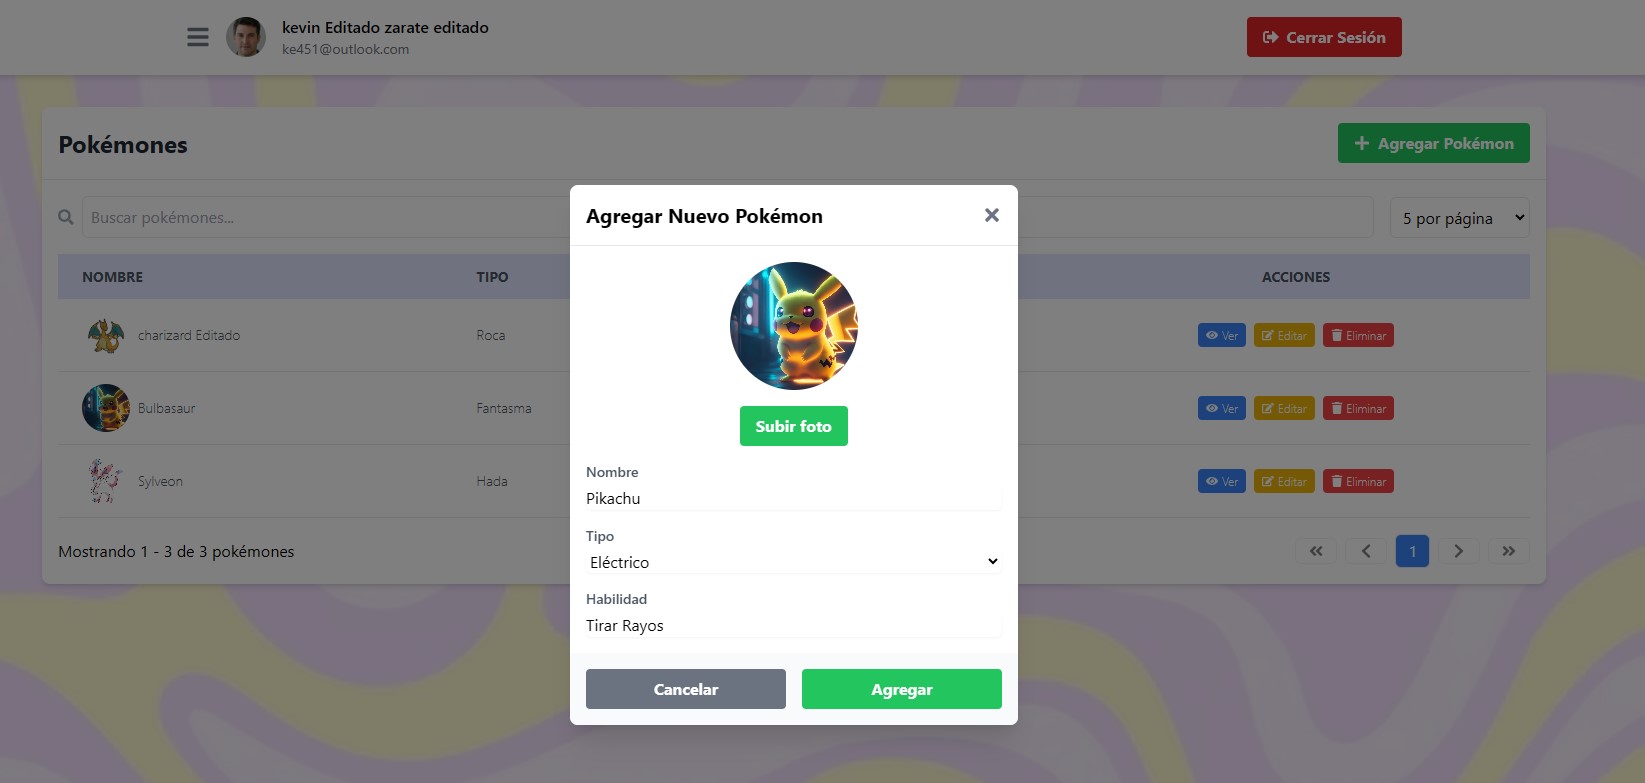 kevin Editado zarate editado
ke451@outlook.com
Cerrar Sesión
Pokémones
Agregar Pokémon
Buscar pokémones...
5 por página
NOMBRE TIPO ACCIONES
charizard Editado Roca Ver Editar Eliminar
Bulbasaur Fantasma Ver Editar Eliminar
Sylveon Hada Ver Editar Eliminar
Mostrando 1 - 3 de 3 pokémones
1
Agregar Nuevo Pokémon
Subir foto
Nombre
Pikachu
Tipo
Eléctrico
Habilidad
Tirar Rayos
Cancelar Agregar